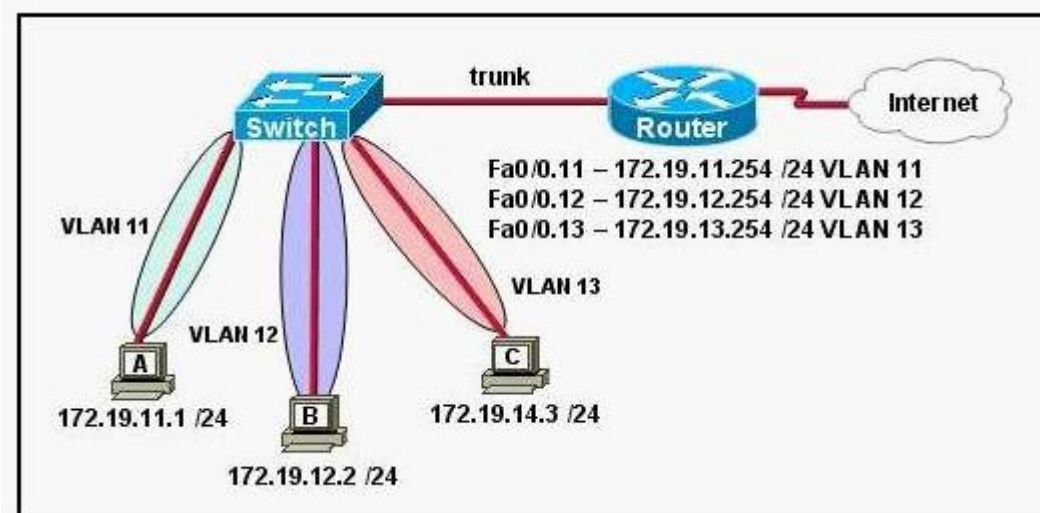 trunk
Switch
Router
Internet
Fa0/0.11 – 172.19.11.254 /24 VLAN 11
Fa0/0.12 – 172.19.12.254 /24 VLAN 12
Fa0/0.13 – 172.19.13.254 /24 VLAN 13
VLAN 11
VLAN 12
VLAN 13
A
172.19.11.1 /24
B
172.19.12.2 /24
C
172.19.14.3 /24